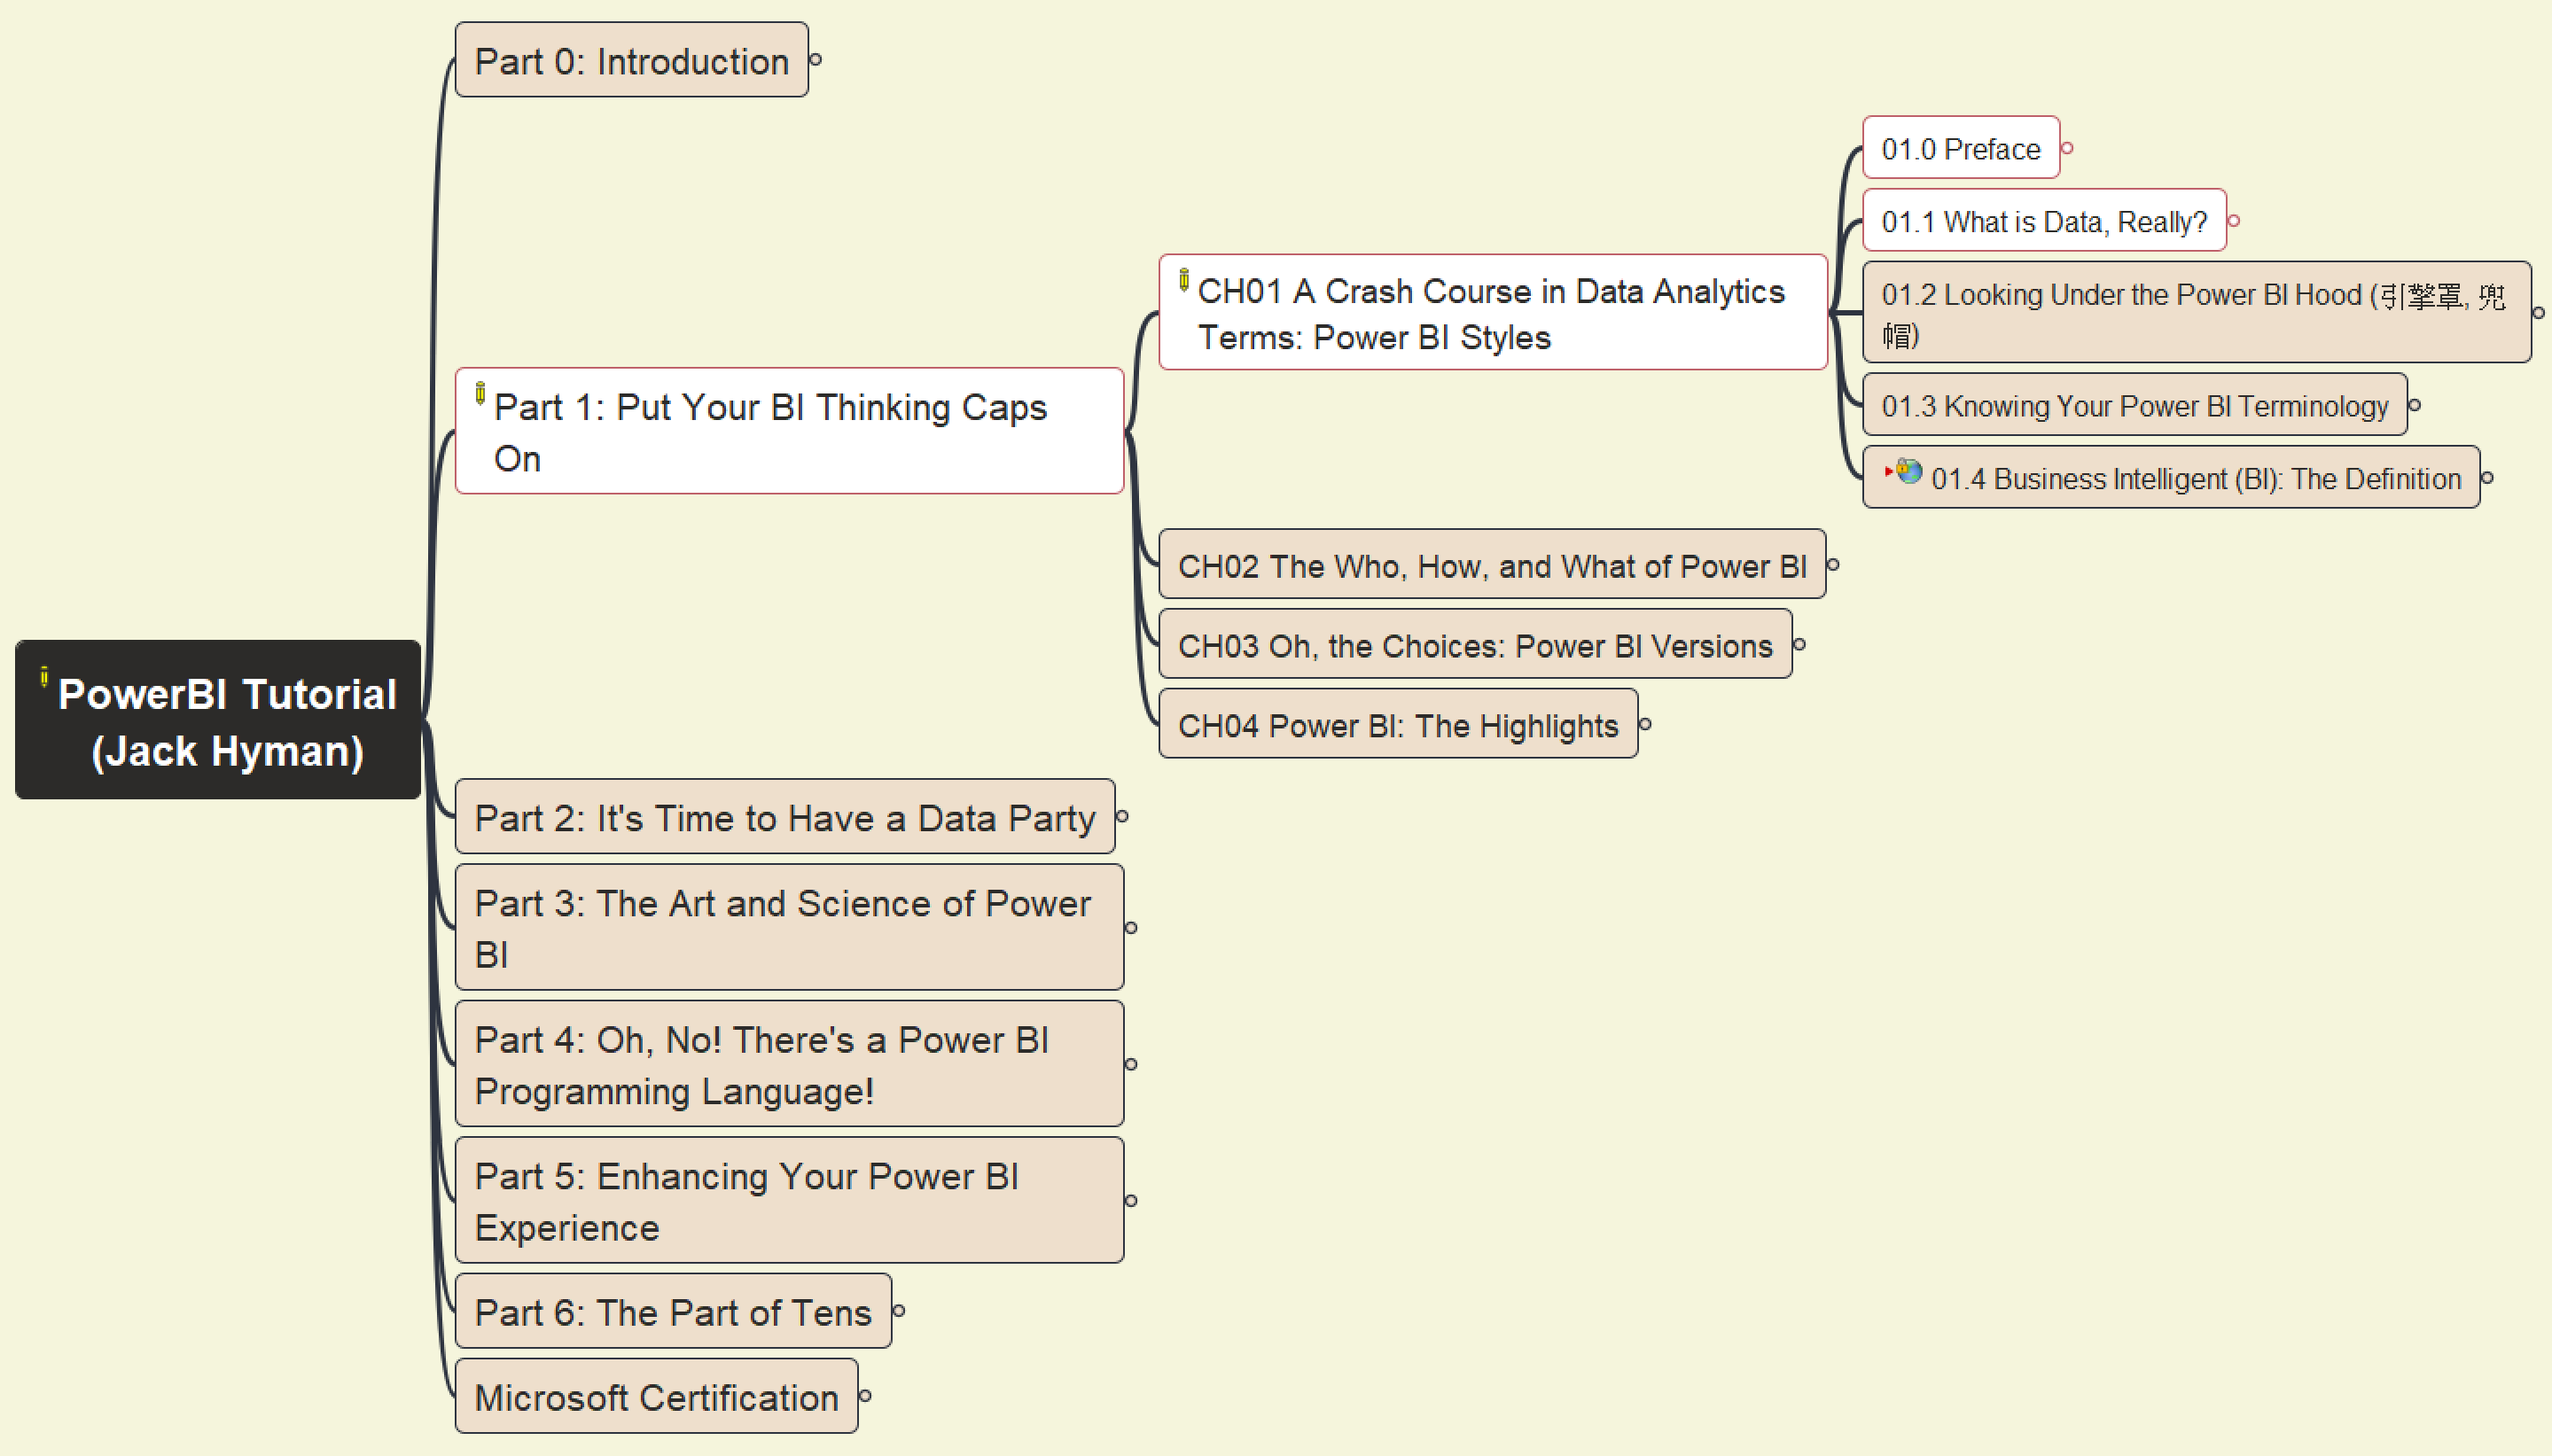 Part 0: Introduction
01.0 Preface
01.1 What is Data, Really?
CH01 A Crash Course in Data Analytics
Terms: Power BI Styles
01.2 Looking Under the Power BI Hood (引擎罩, 兜
帽)
01.3 Knowing Your Power BI Terminology
01.4 Business Intelligent (BI): The Definition
Part 1: Put Your BI Thinking Caps
On
CH02 The Who, How, and What of Power BI
CH03 Oh, the Choices: Power BI Versions
CH04 Power BI: The Highlights
PowerBI Tutorial
(Jack Hyman)
Part 2: It's Time to Have a Data Party
Part 3: The Art and Science of Power
BI
Part 4: Oh, No! There's a Power BI
Programming Language!
Part 5: Enhancing Your Power BI
Experience
Part 6: The Part of Tens
Microsoft Certification